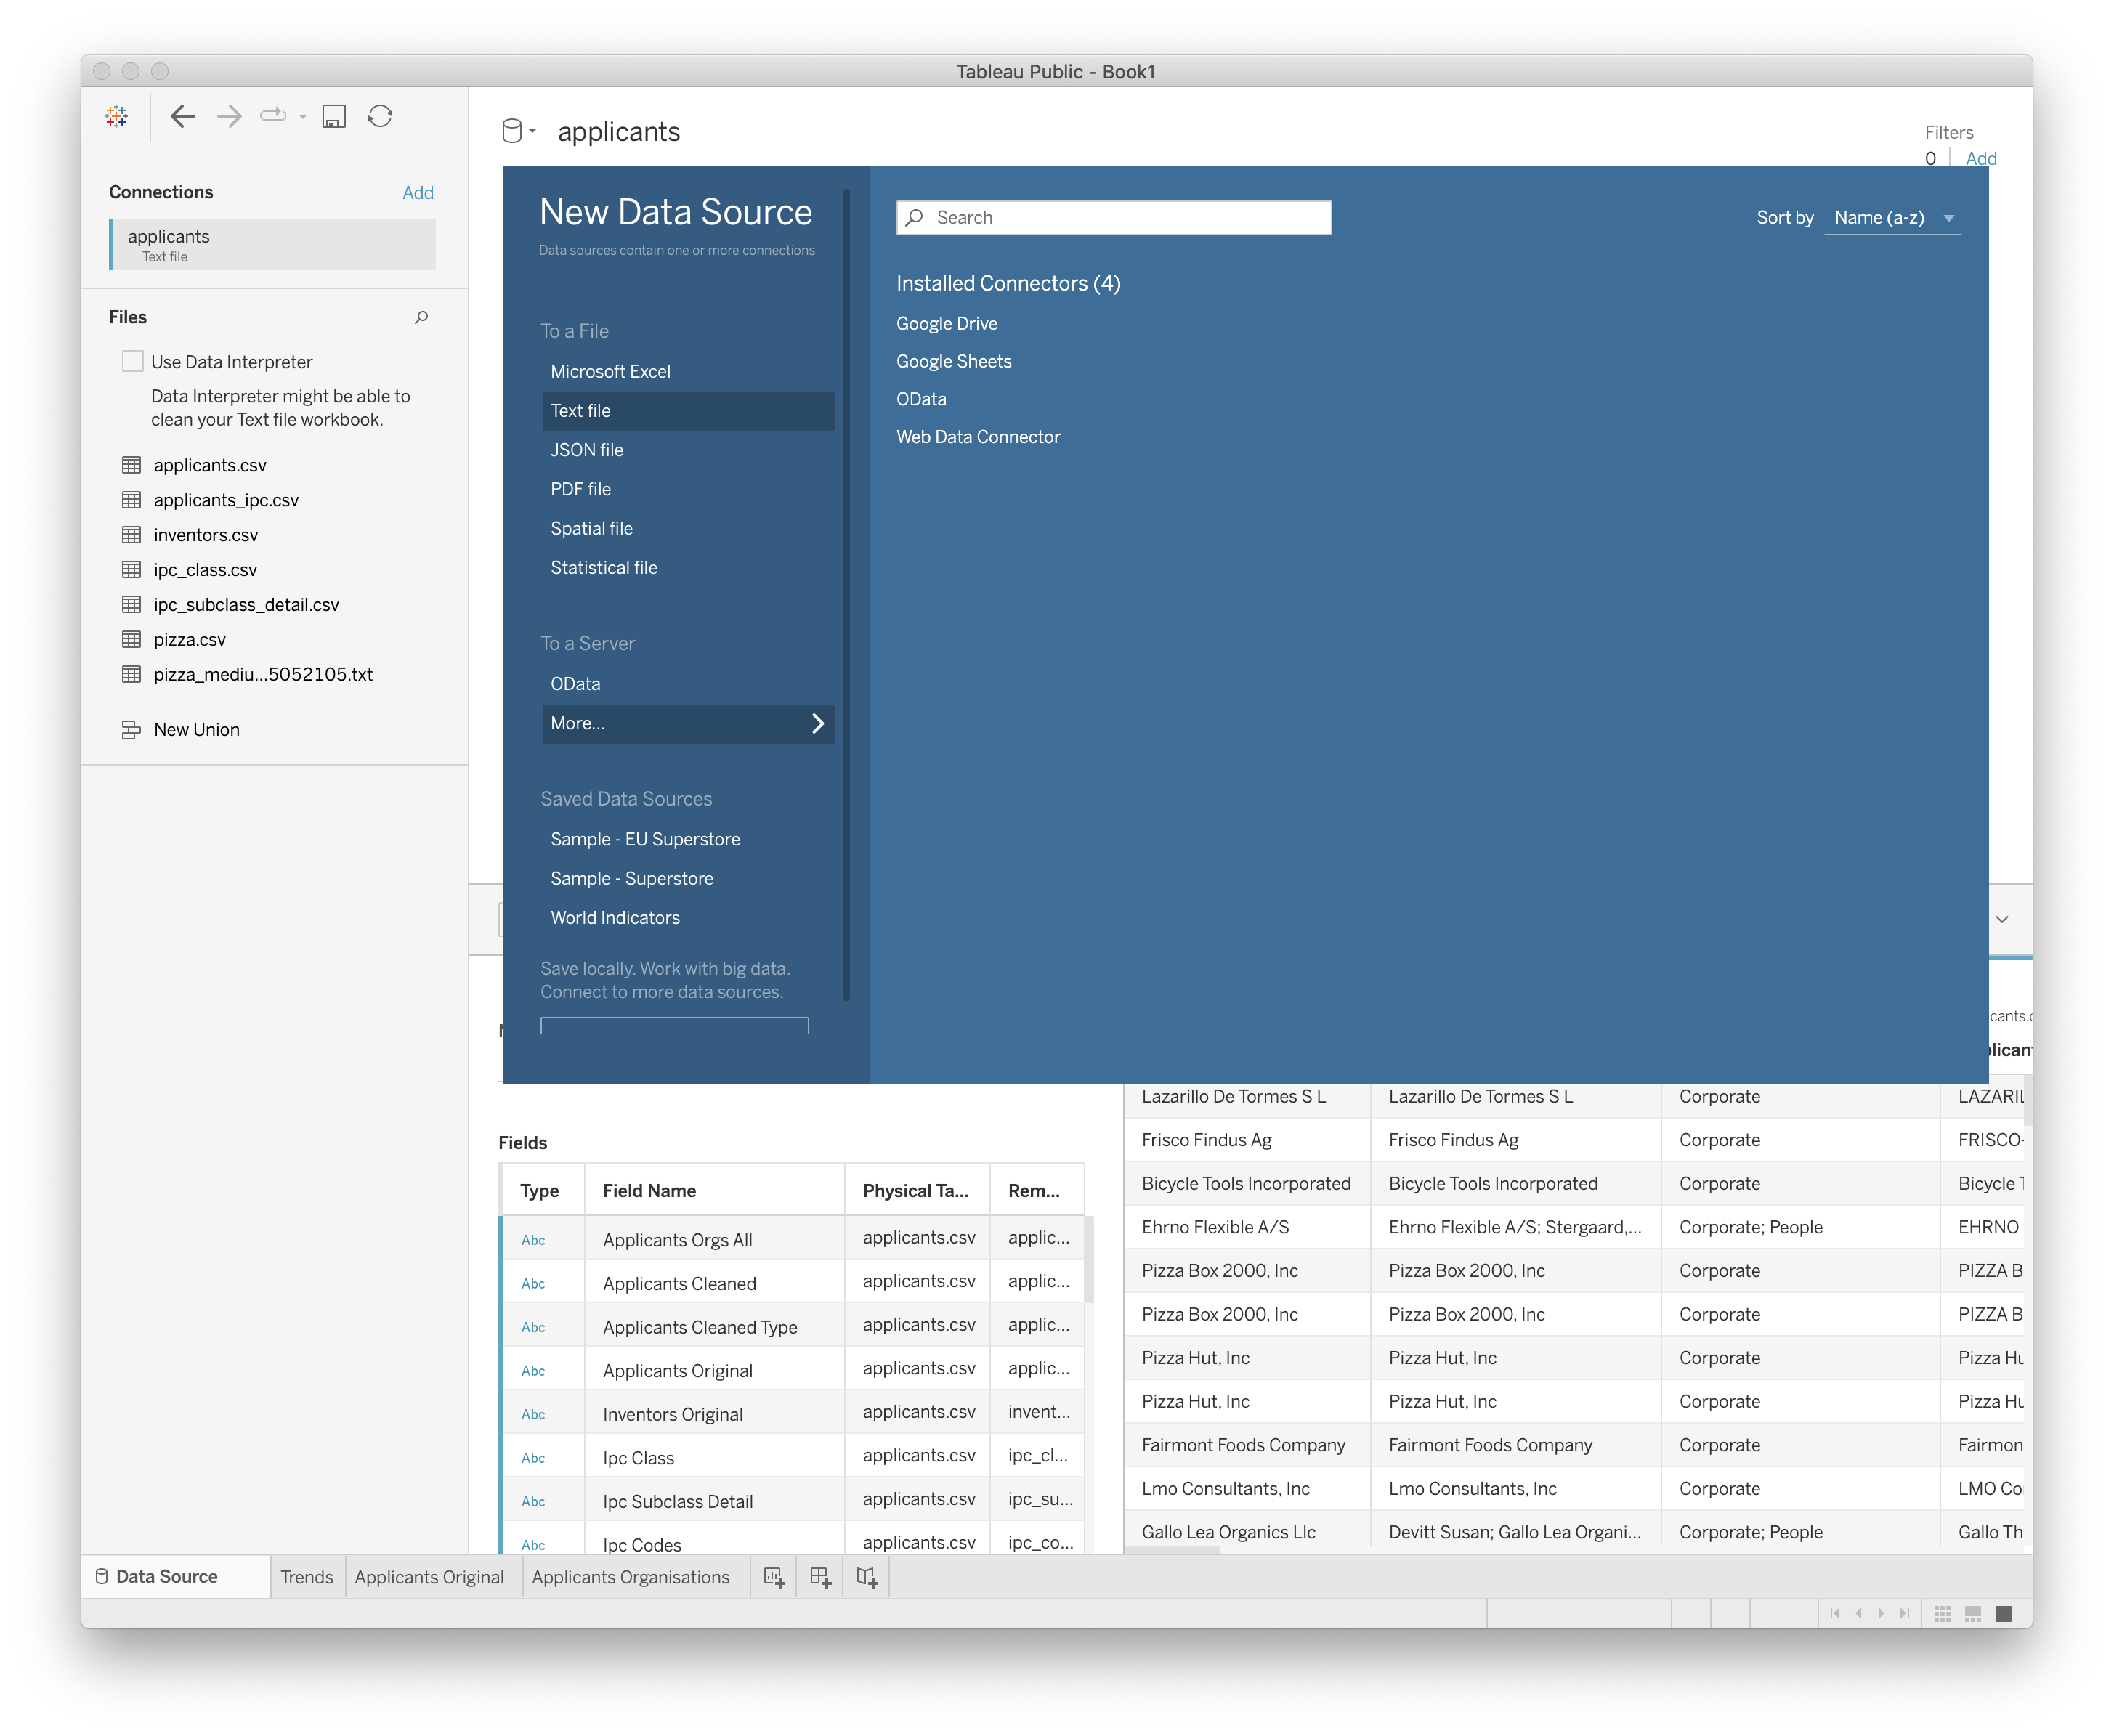 Tableau Public - Book1
applicants
Filters
0 Add
Connections Add
applicants
Text file
Files
Use Data Interpreter
Data Interpreter might be able to
clean your Text file workbook.
applicants.csv
applicants_ipc.csv
inventors.csv
ipc_class.csv
ipc_subclass_detail.csv
pizza.csv
pizza_mediu...5052105.txt
New Union
New Data Source
Data sources contain one or more connections
To a File
Microsoft Excel
Text file
JSON file
PDF file
Spatial file
Statistical file
To a Server
OData
More...
Saved Data Sources
Sample - EU Superstore
Sample - Superstore
World Indicators
Save locally. Work with big data.
Connect to more data sources.
Search
Sort by Name (a-z)
Installed Connectors (4)
Google Drive
Google Sheets
OData
Web Data Connector
Fields
Type Field Name Physical Ta... Rem...
Abc Applicants Orgs All applicants.csv applic...
Abc Applicants Cleaned applicants.csv applic...
Abc Applicants Cleaned Type applicants.csv applic...
Abc Applicants Original applicants.csv applic...
Abc Inventors Original applicants.csv invent...
Abc Ipc Class applicants.csv ipc_cl...
Abc Ipc Subclass Detail applicants.csv ipc_su...
Abc Ipc Codes applicants.csv ipc_co...
cants.c
plican
Lazarillo De Tormes S L Lazarillo De Tormes S L Corporate LAZARIL
Frisco Findus Ag Frisco Findus Ag Corporate FRISCO-
Bicycle Tools Incorporated Bicycle Tools Incorporated Corporate Bicycle T
Ehrno Flexible A/S Ehrno Flexible A/S; Stergaard,... Corporate; People EHRNO
Pizza Box 2000, Inc Pizza Box 2000, Inc Corporate PIZZA B
Pizza Box 2000, Inc Pizza Box 2000, Inc Corporate PIZZA B
Pizza Hut, Inc Pizza Hut, Inc Corporate Pizza Hu
Pizza Hut, Inc Pizza Hut, Inc Corporate Pizza Hu
Fairmont Foods Company Fairmont Foods Company Corporate Fairmon
Lmo Consultants, Inc Lmo Consultants, Inc Corporate LMO Co
Gallo Lea Organics Llc Devitt Susan; Gallo Lea Organi... Corporate; People Gallo Th
Data Source Trends Applicants Original Applicants Organisations